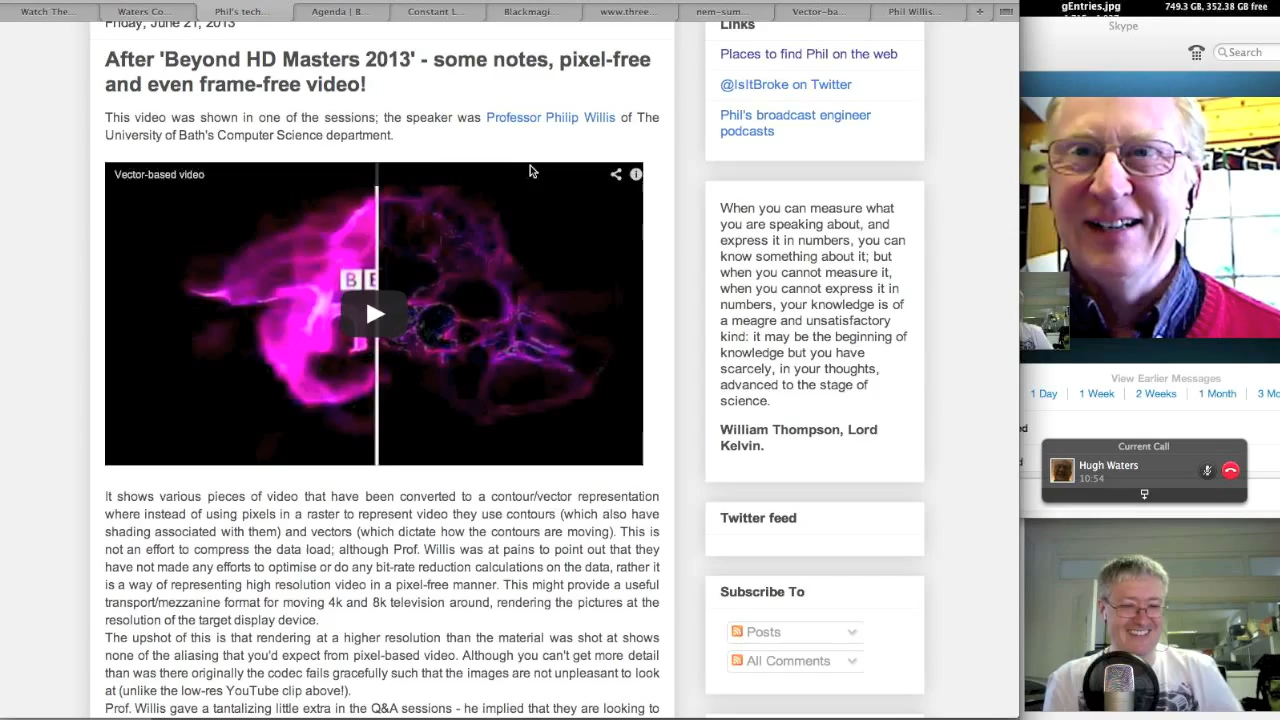 Watch The...
Waters Co...
Phil's tech...
Agenda | B...
Constant L...
Blackmagi...
www.three...
nem-sum...
Vector-ba...
Phil Willis...
gEntries.jpg
749.3 GB, 352.38 GB free
Skype
Search
Friday, June 21, 2013
After 'Beyond HD Masters 2013' - some notes, pixel-free
and even frame-free video!
This video was shown in one of the sessions; the speaker was Professor Philip Willis of The
University of Bath's Computer Science department.
Vector-based video
B E
It shows various pieces of video that have been converted to a contour/vector representation
where instead of using pixels in a raster to represent video they use contours (which also have
shading associated with them) and vectors (which dictate how the contours are moving). This is
not an effort to compress the data load; although Prof. Willis was at pains to point out that they
have not made any efforts to optimise or do any bit-rate reduction calculations on the data, rather it
is a way of representing high resolution video in a pixel-free manner. This might provide a useful
transport/mezzanine format for moving 4k and 8k television around, rendering the pictures at the
resolution of the target display device.
The upshot of this is that rendering at a higher resolution than the material was shot at shows
none of the aliasing that you'd expect from pixel-based video. Although you can't get more detail
than was there originally the codec fails gracefully such that the images are not unpleasant to look
at (unlike the low-res YouTube clip above!).
Prof. Willis gave a tantalizing little extra in the Q&A sessions - he implied that they are looking to
Links
Places to find Phil on the web
@IsItBroke on Twitter
Phil's broadcast engineer
podcasts
When you can measure what
you are speaking about, and
express it in numbers, you can
know something about it; but
when you cannot measure it,
when you cannot express it in
numbers, your knowledge is of
a meagre and unsatisfactory
kind: it may be the beginning of
knowledge but you have
scarcely, in your thoughts,
advanced to the stage of
science.
William Thompson, Lord
Kelvin.
Twitter feed
Subscribe To
Posts
All Comments
View Earlier Messages
1 Day
1 Week
2 Weeks
1 Month
3 Mo
ed
Current Call
Hugh Waters
10:54